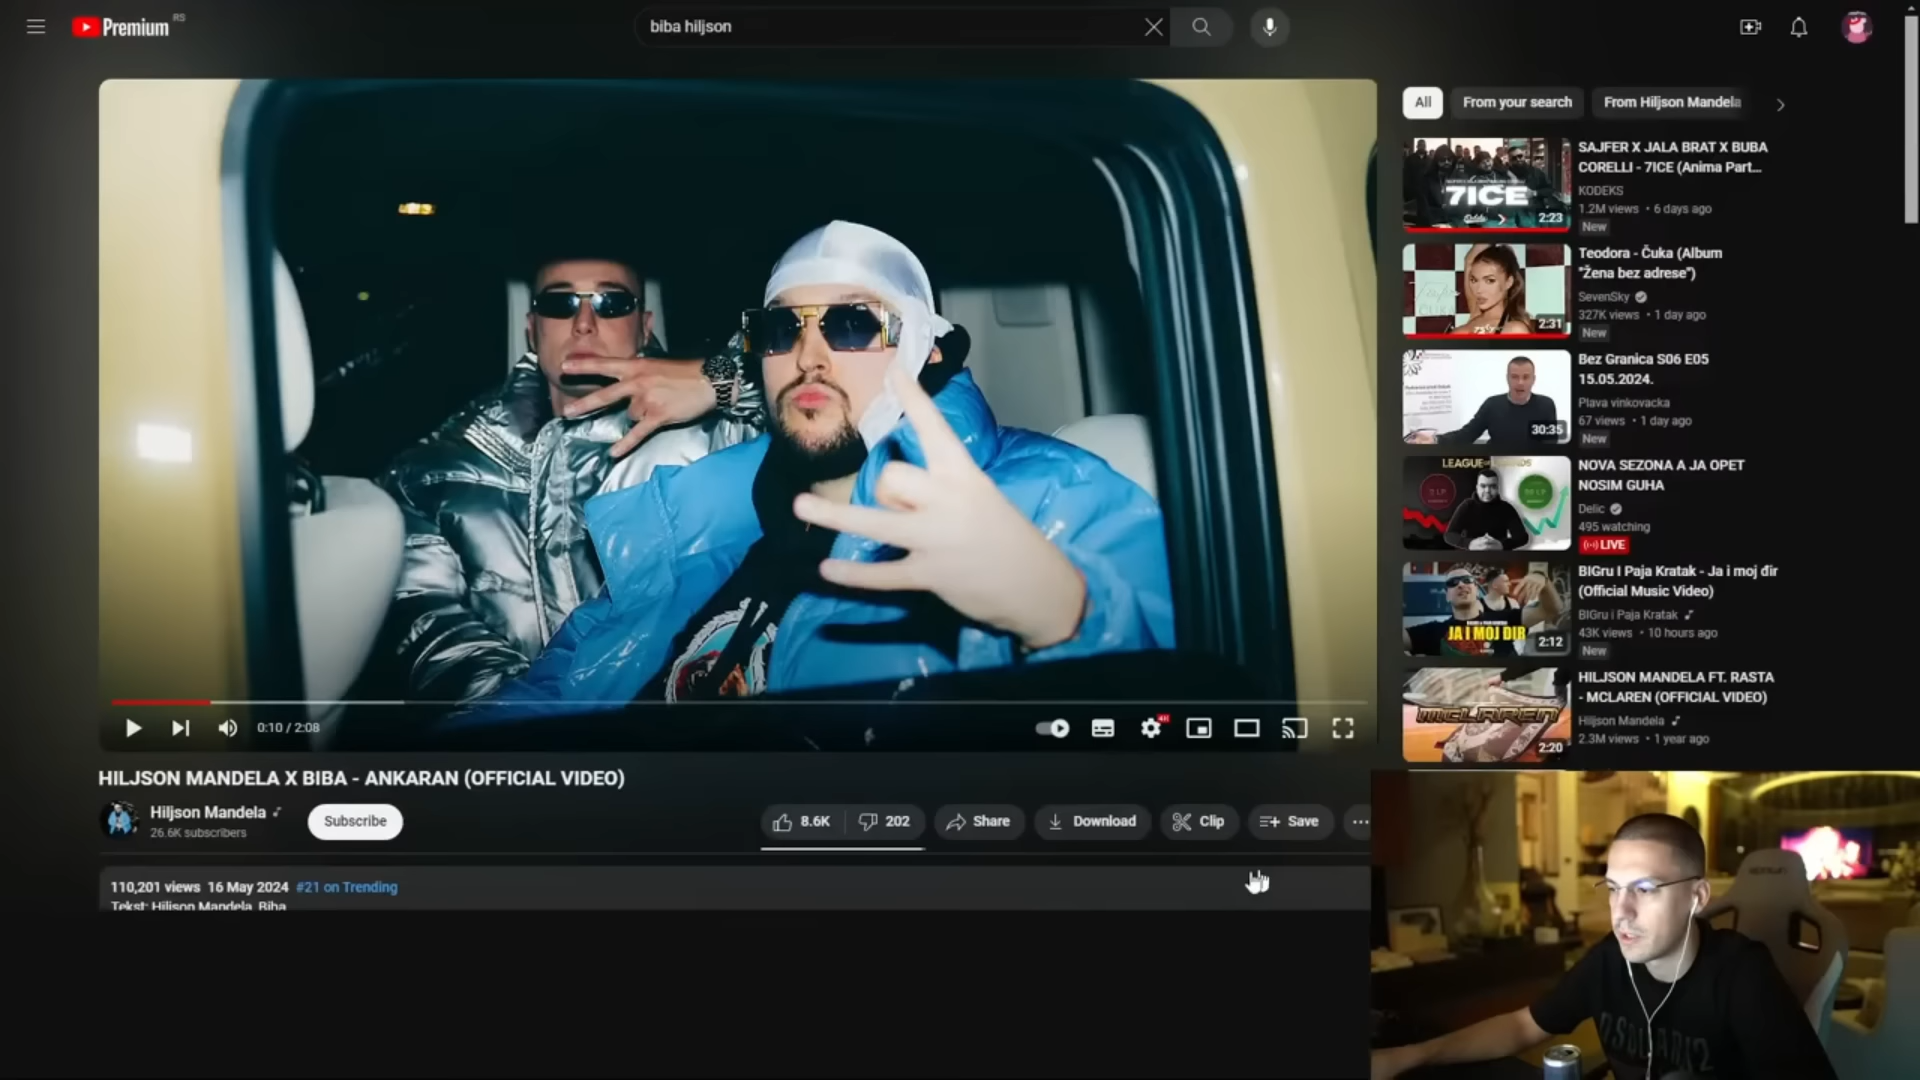 Premium RS
biba hiljson
All
From your search
From Hiljson Mandela
7ICE
2:23
SAJFER X JALA BRAT X BUBA
CORELLI - 7ICE (Anima Part...
KODEKS
1.2M views • 6 days ago
New
2:31
Teodora - Čuka (Album
"Žena bez adrese")
SevenSky
327K views • 1 day ago
New
30:35
Bez Granica S06 E05
15.05.2024.
Plava vinkovacka
67 views • 1 day ago
New
NOVA SEZONA A JA OPET
NOSIM GUHA
Delic
495 watching
LIVE
JA I MOJ ĐIR
2:12
BIGru I Paja Kratak - Ja i moj đir
(Official Music Video)
BIGru i Paja Kratak
43K views • 10 hours ago
New
MCLAREN
2:20
HILJSON MANDELA FT. RASTA
- MCLAREN (OFFICIAL VIDEO)
Hiljson Mandela
2.3M views • 1 year ago
0:10 / 2:08
HILJSON MANDELA X BIBA - ANKARAN (OFFICIAL VIDEO)
Hiljson Mandela
26.6K subscribers
Subscribe
8.6K
202
Share
Download
Clip
Save
110,201 views 16 May 2024 #21 on Trending
Tekst: Hiljson Mandela, Biba